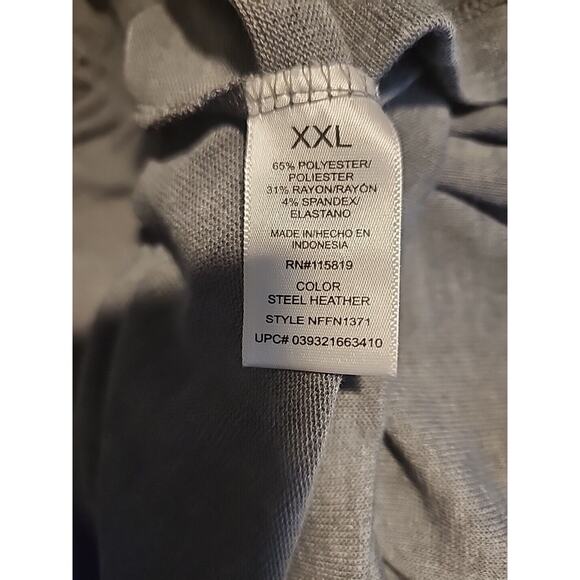 XXL
65% POLYESTER/
POLIESTER
31% RAYON/RAYÓN
4% SPANDEX/
ELASTANO
MADE IN/HECHO EN
INDONESIA
RN#115819
COLOR
STEEL HEATHER
STYLE NFFN1371
UPC# 039321663410